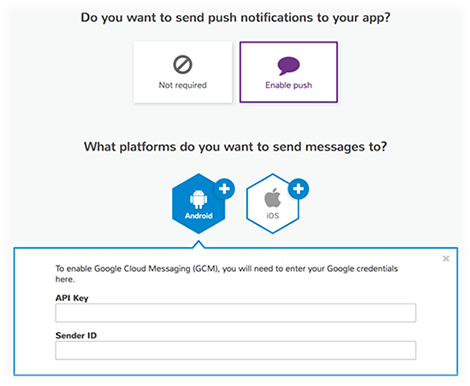 Do you want to send push notifications to your app?
Not required
Enable push
What platforms do you want to send messages to?
Android
iOS
To enable Google Cloud Messaging (GCM), you will need to enter your Google credentials
here.
API Key
Sender ID